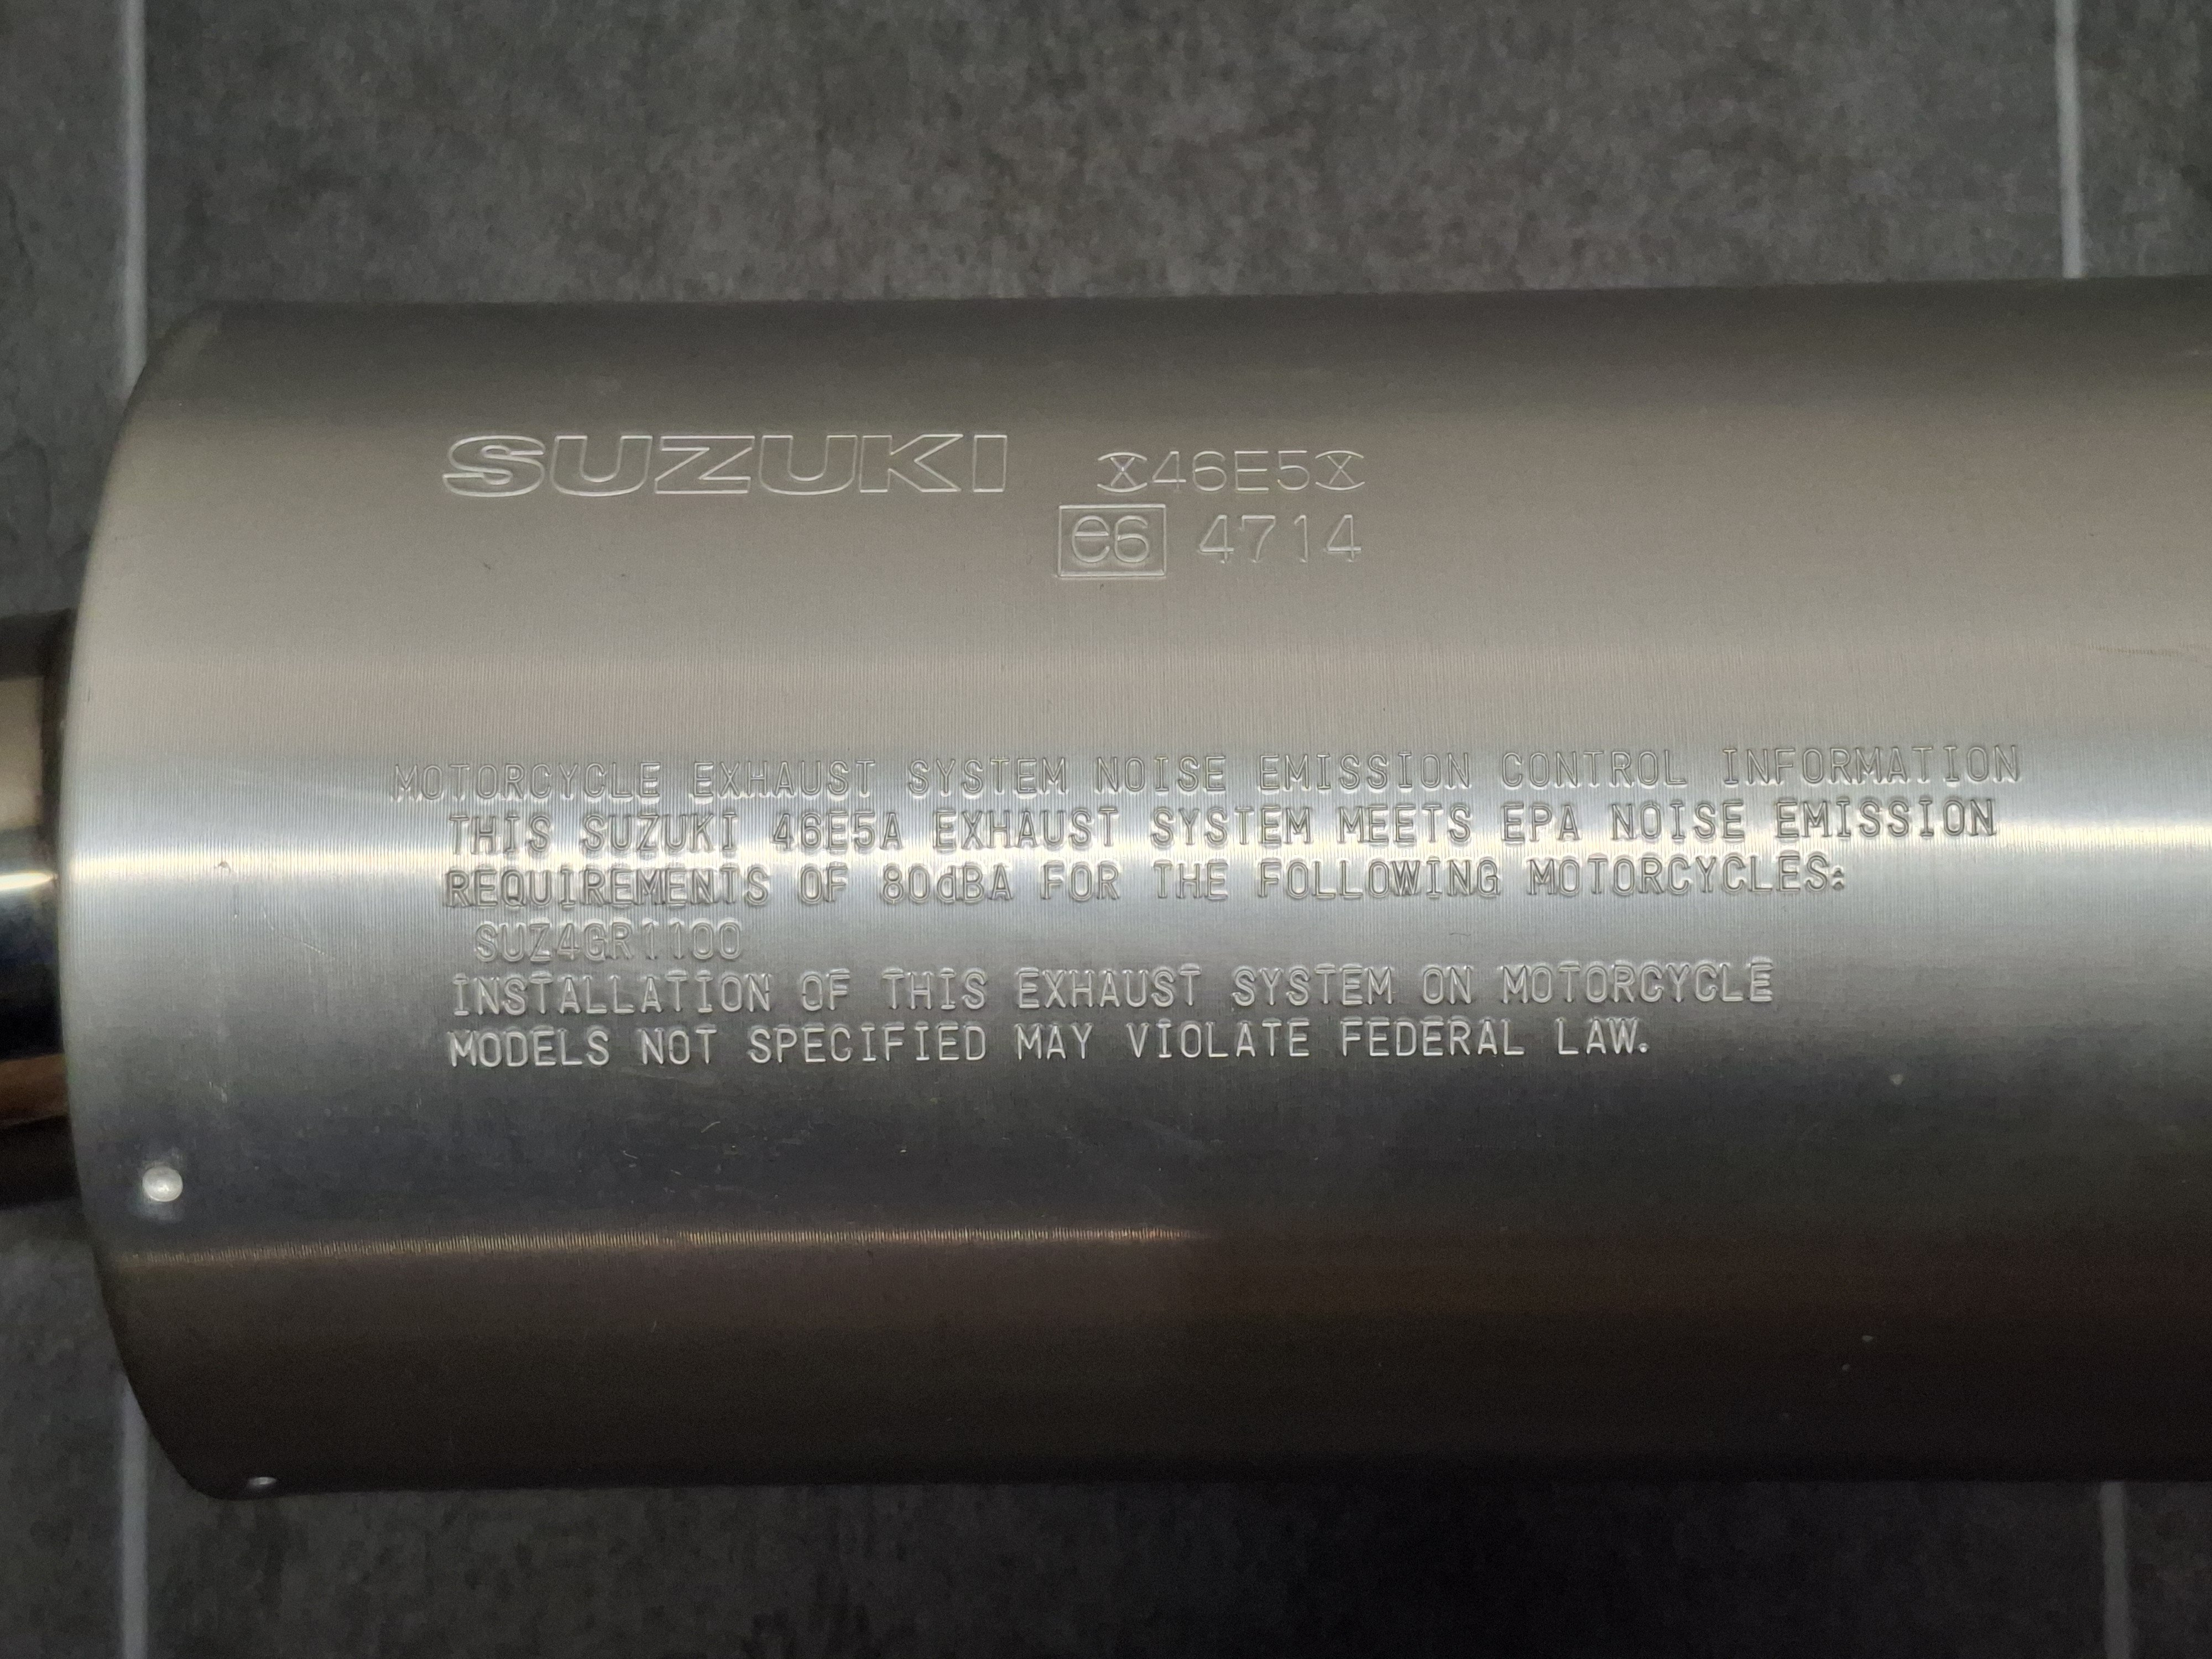 SUZUKI 46E5
e6 4714
MOTORCYCLE EXHAUST SYSTEM NOISE EMISSION CONTROL INFORMATION
THIS SUZUKI 46E5A EXHAUST SYSTEM MEETS EPA NOISE EMISSION
REQUIREMENTS OF 80dBA FOR THE FOLLOWING MOTORCYCLES:
SUZ4GR1100
INSTALLATION OF THIS EXHAUST SYSTEM ON MOTORCYCLE
MODELS NOT SPECIFIED MAY VIOLATE FEDERAL LAW.